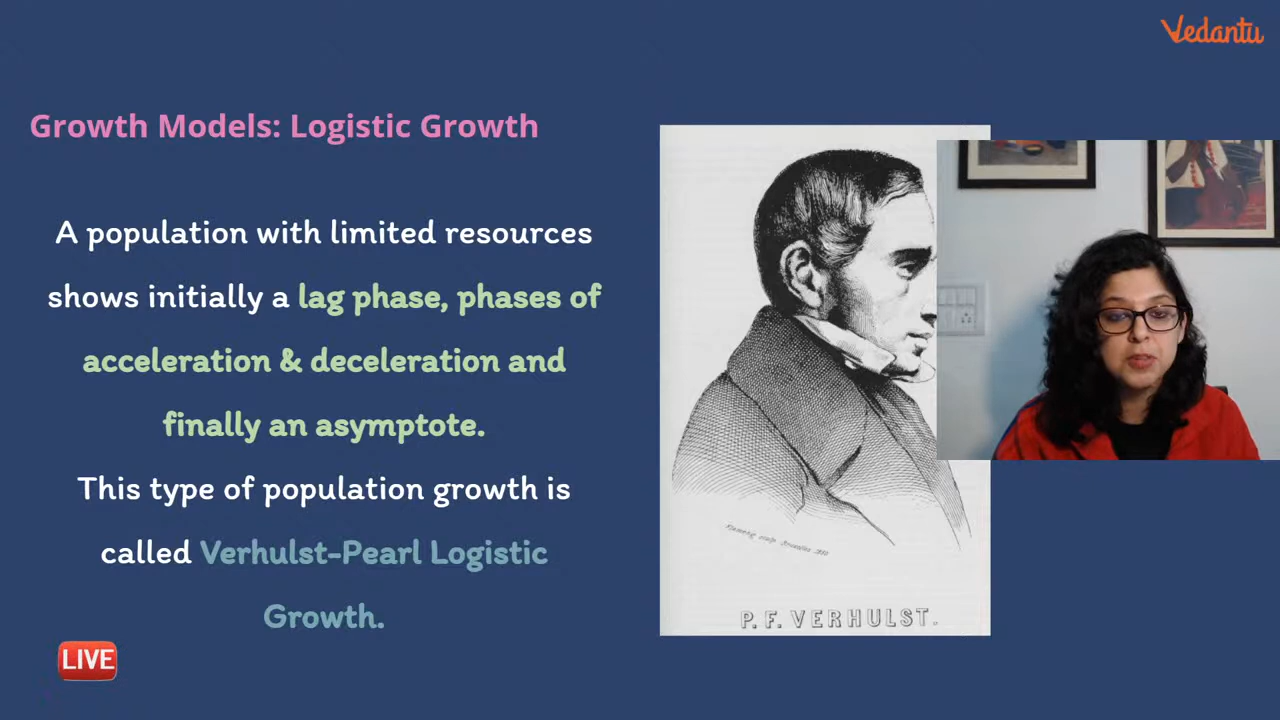 Vedantu
Growth Models: Logistic Growth
A population with limited resources
shows initially a lag phase, phases of
acceleration & deceleration and
finally an asymptote.
This type of population growth is
called Verhulst-Pearl Logistic
Growth.
P. F. VERHULST.
LIVE